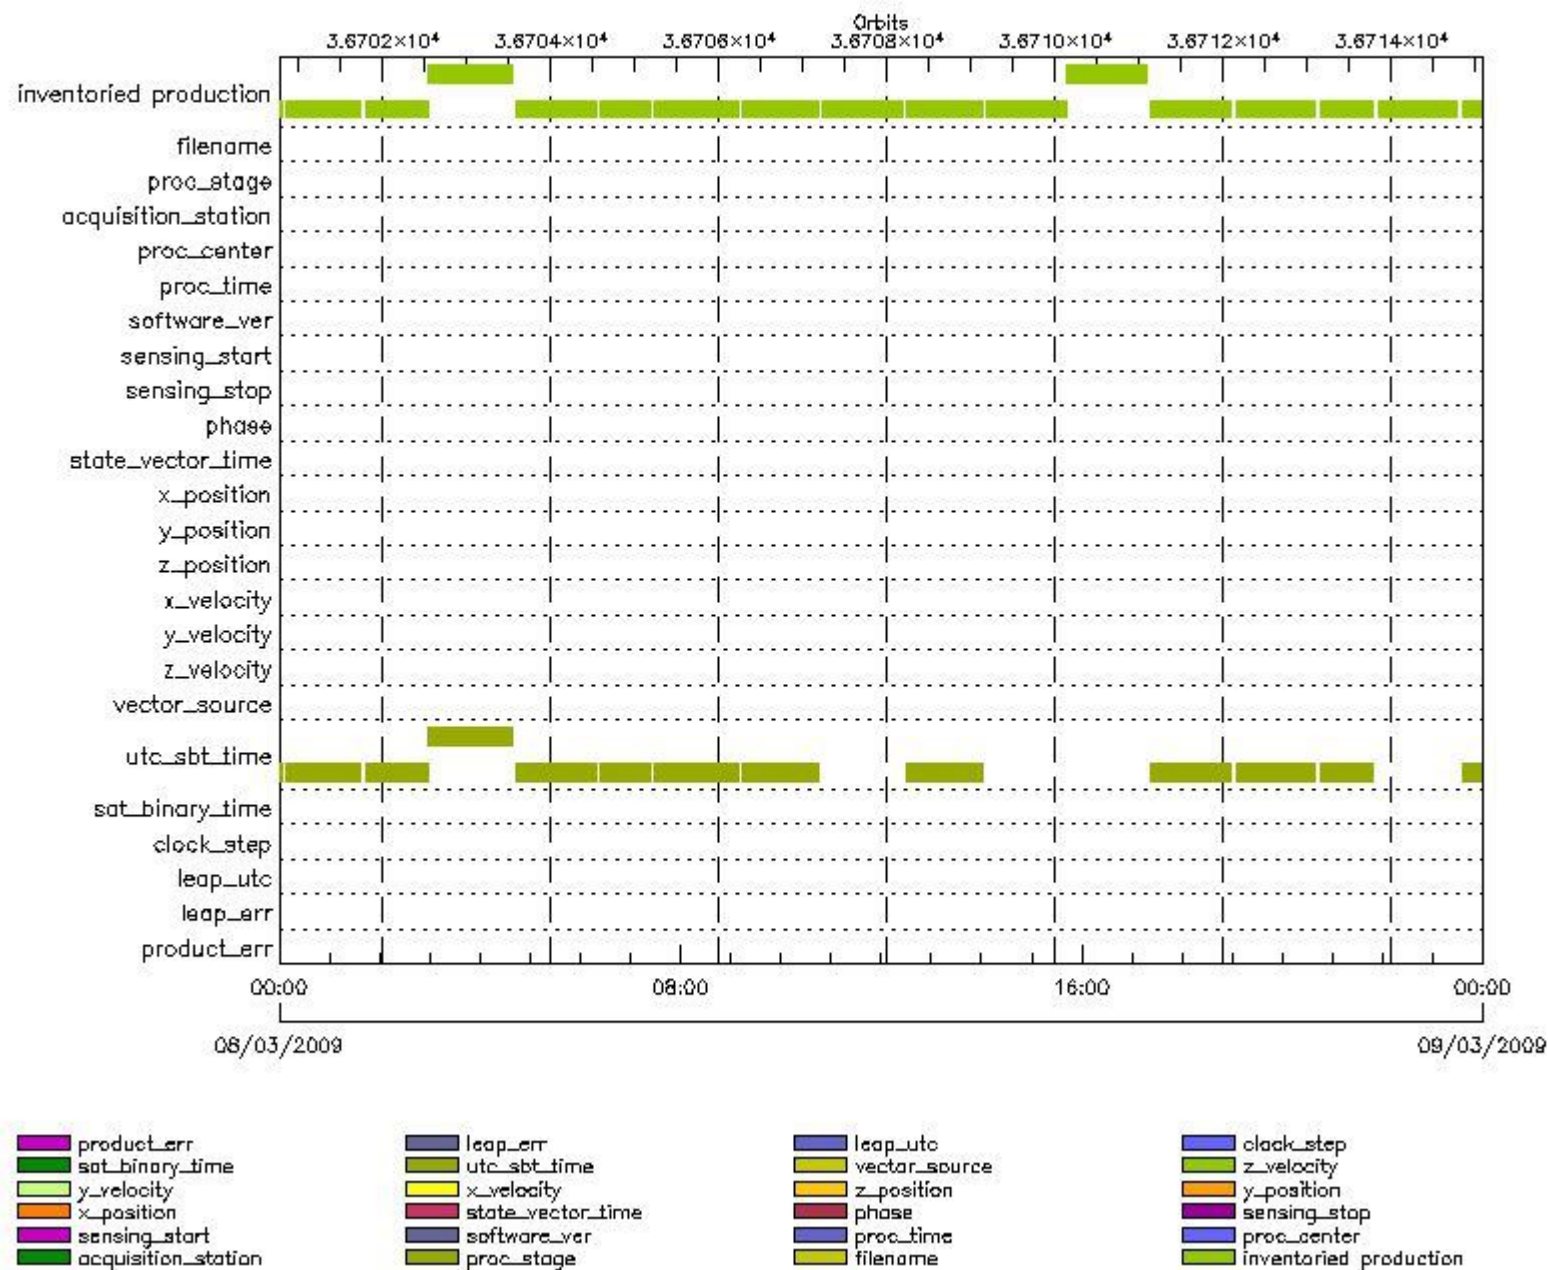 Orbits
3.6702×10⁴ 3.6704×10⁴ 3.6706×10⁴ 3.6708×10⁴ 3.6710×10⁴ 3.6712×10⁴ 3.6714×10⁴
inventoried production
filename
proc_stage
acquisition_station
proc_center
proc_time
software_ver
sensing_start
sensing_stop
phase
state_vector_time
x_position
y_position
z_position
x_velocity
y_velocity
z_velocity
vector_source
utc_sbt_time
sat_binary_time
clock_step
leap_utc
leap_err
product_err
00:00 08:00 16:00 00:00
08/03/2009 09/03/2009
product_err leap_err leap_utc clock_step
sat_binary_time utc_sbt_time vector_source z_velocity
y_velocity x_velocity z_position y_position
x_position state_vector_time phase sensing_stop
sensing_start software_ver proc_time proc_center
acquisition_station proc_stage filename inventoried production